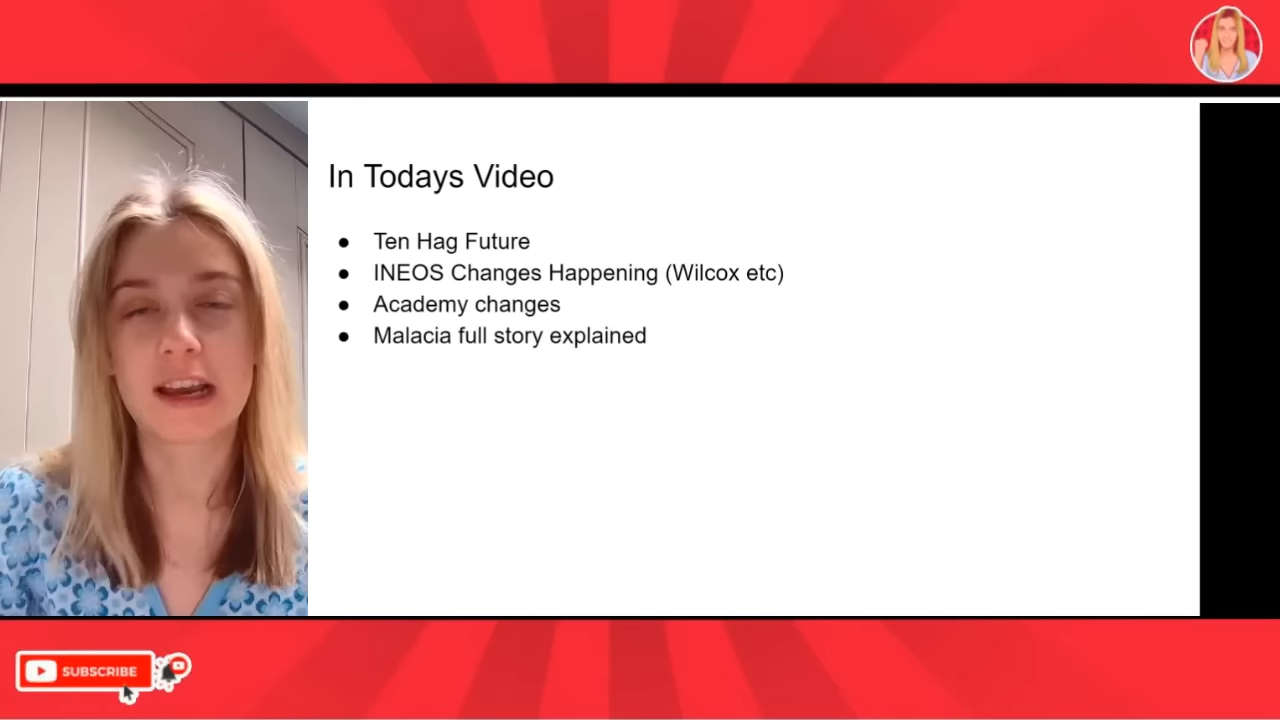 In Todays Video
● Ten Hag Future
● INEOS Changes Happening (Wilcox etc)
● Academy changes
● Malacia full story explained
SUBSCRIBE